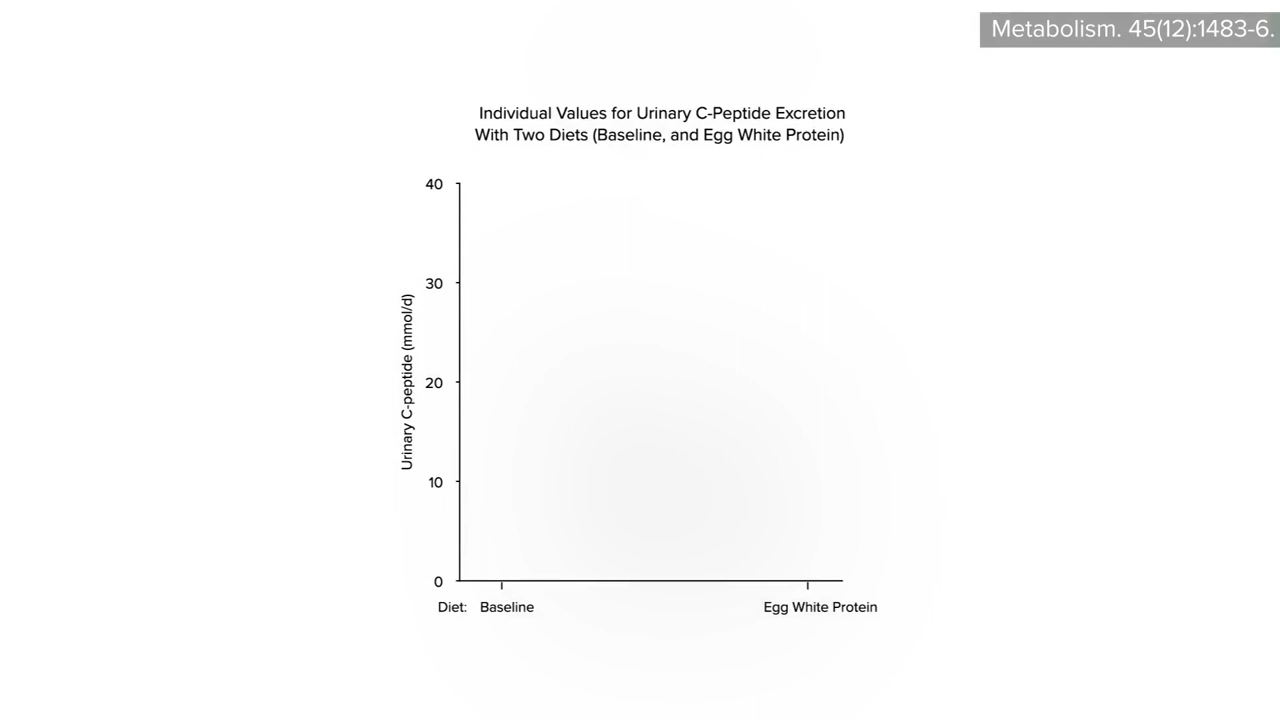 Metabolism. 45(12):1483-6.
Individual Values for Urinary C-Peptide Excretion
With Two Diets (Baseline, and Egg White Protein)
40
30
20
10
0
Urinary C-peptide (mmol/d)
Diet: Baseline Egg White Protein